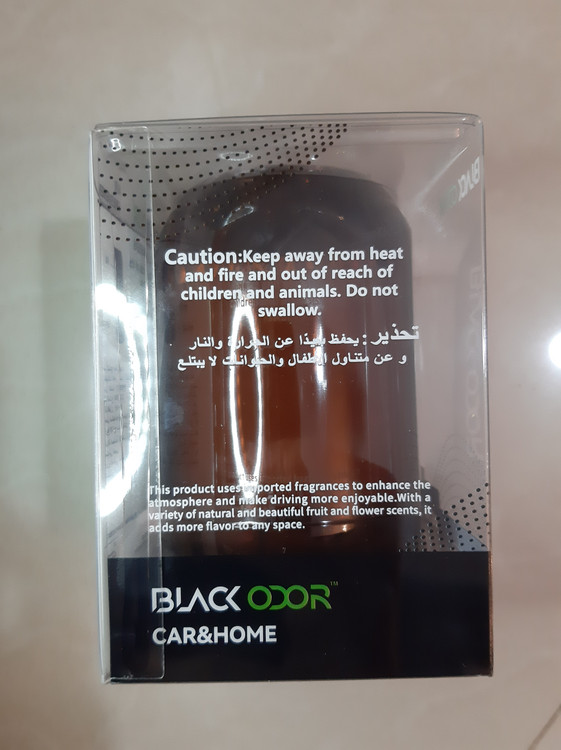 Caution:Keep away from heat
and fire and out of reach of
children and animals. Do not
swallow.
تحذير : يحفظ بعيدًا عن الحرارة والنار
و عن متناول الأطفال والحيوانات لا يبتلع
This product uses imported fragrances to enhance the
atmosphere and make driving more enjoyable.With a
variety of natural and beautiful fruit and flower scents, it
adds more flavor to any space.
BLACK ODOR™
CAR&HOME